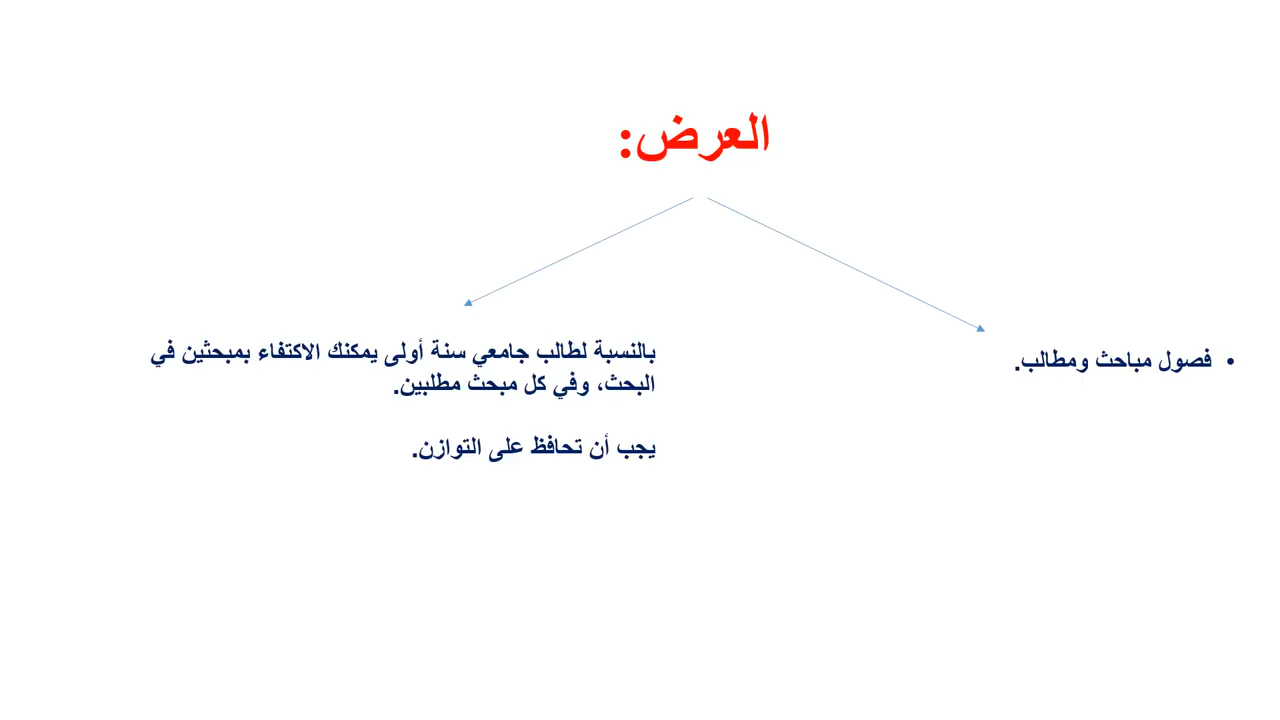 العرض:
• فصول مباحث ومطالب.
بالنسبة لطالب جامعي سنة أولى يمكنك الاكتفاء بمبحثين في
البحث، وفي كل مبحث مطلبين.
يجب أن تحافظ على التوازن.